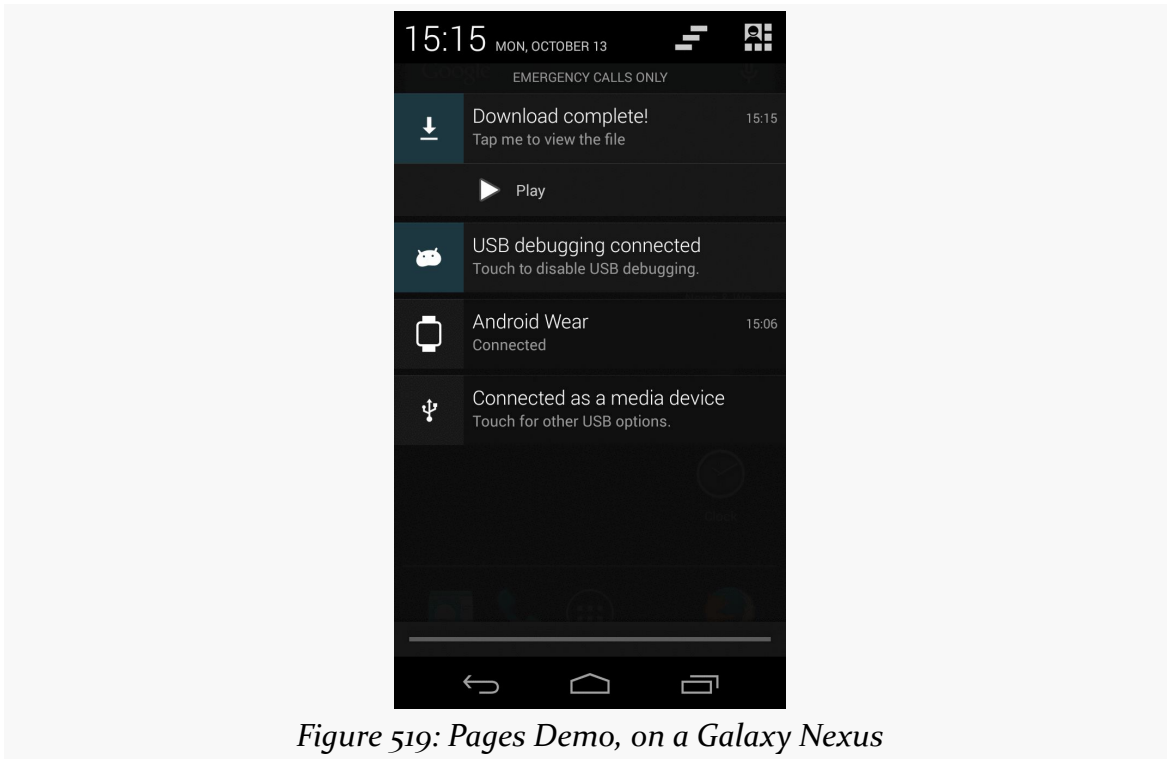 15:15 MON, OCTOBER 13
Google
EMERGENCY CALLS ONLY
Download complete! 15:15
Tap me to view the file
Play
USB debugging connected
Touch to disable USB debugging.
Android Wear 15:06
Connected
Connected as a media device
Touch for other USB options.
Clock
Figure 519: Pages Demo, on a Galaxy Nexus